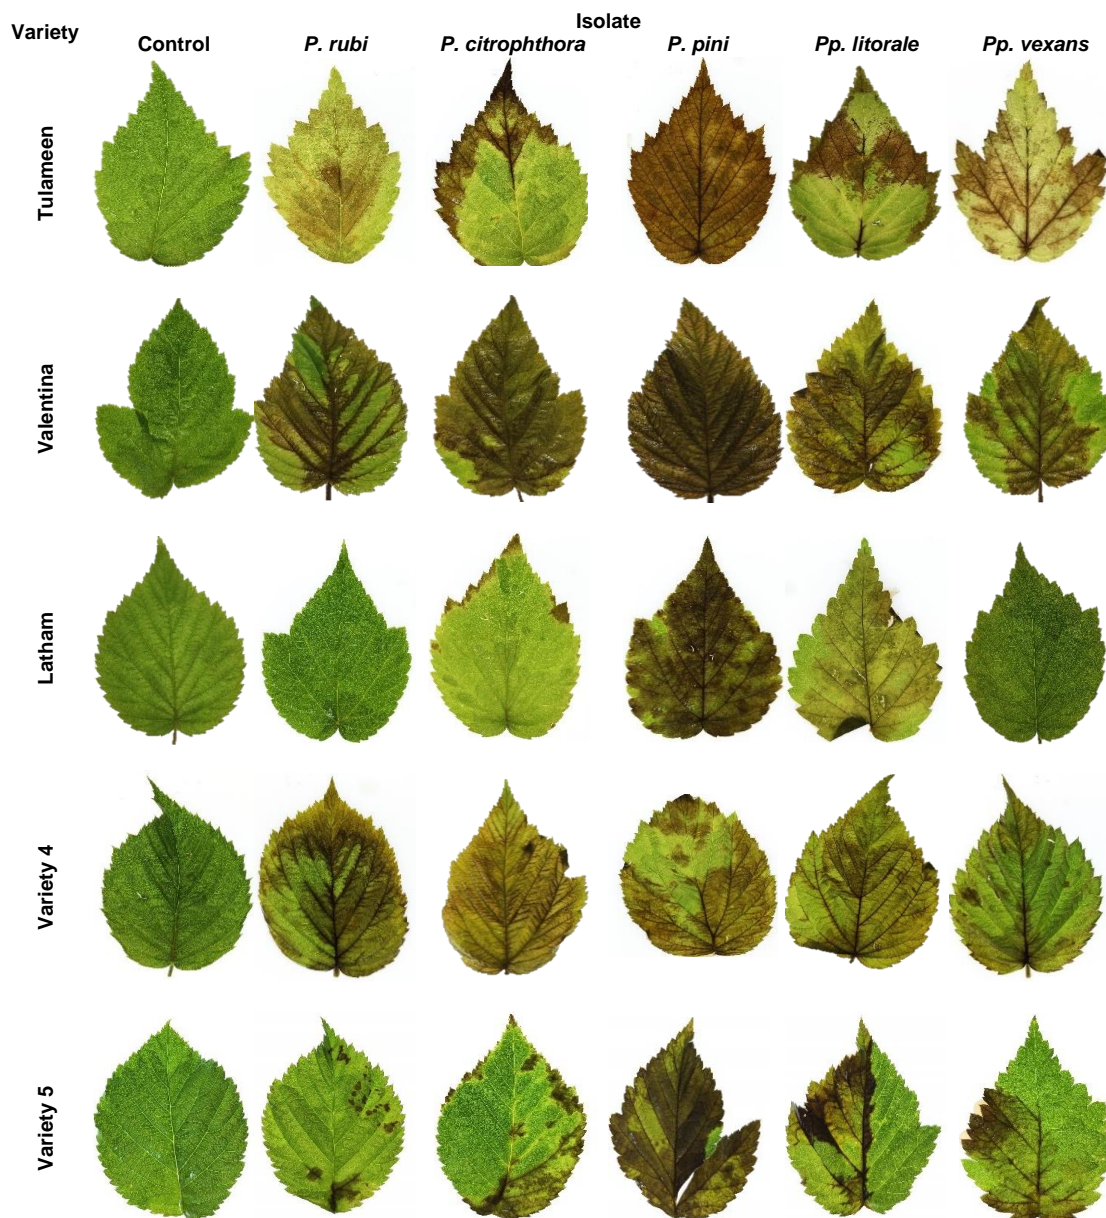 Isolate
Variety
Control P. rubi P. citrophthora P. pini Pp. litorale Pp. vexans
Tulameen
Valentina
Latham
Variety 4
Variety 5